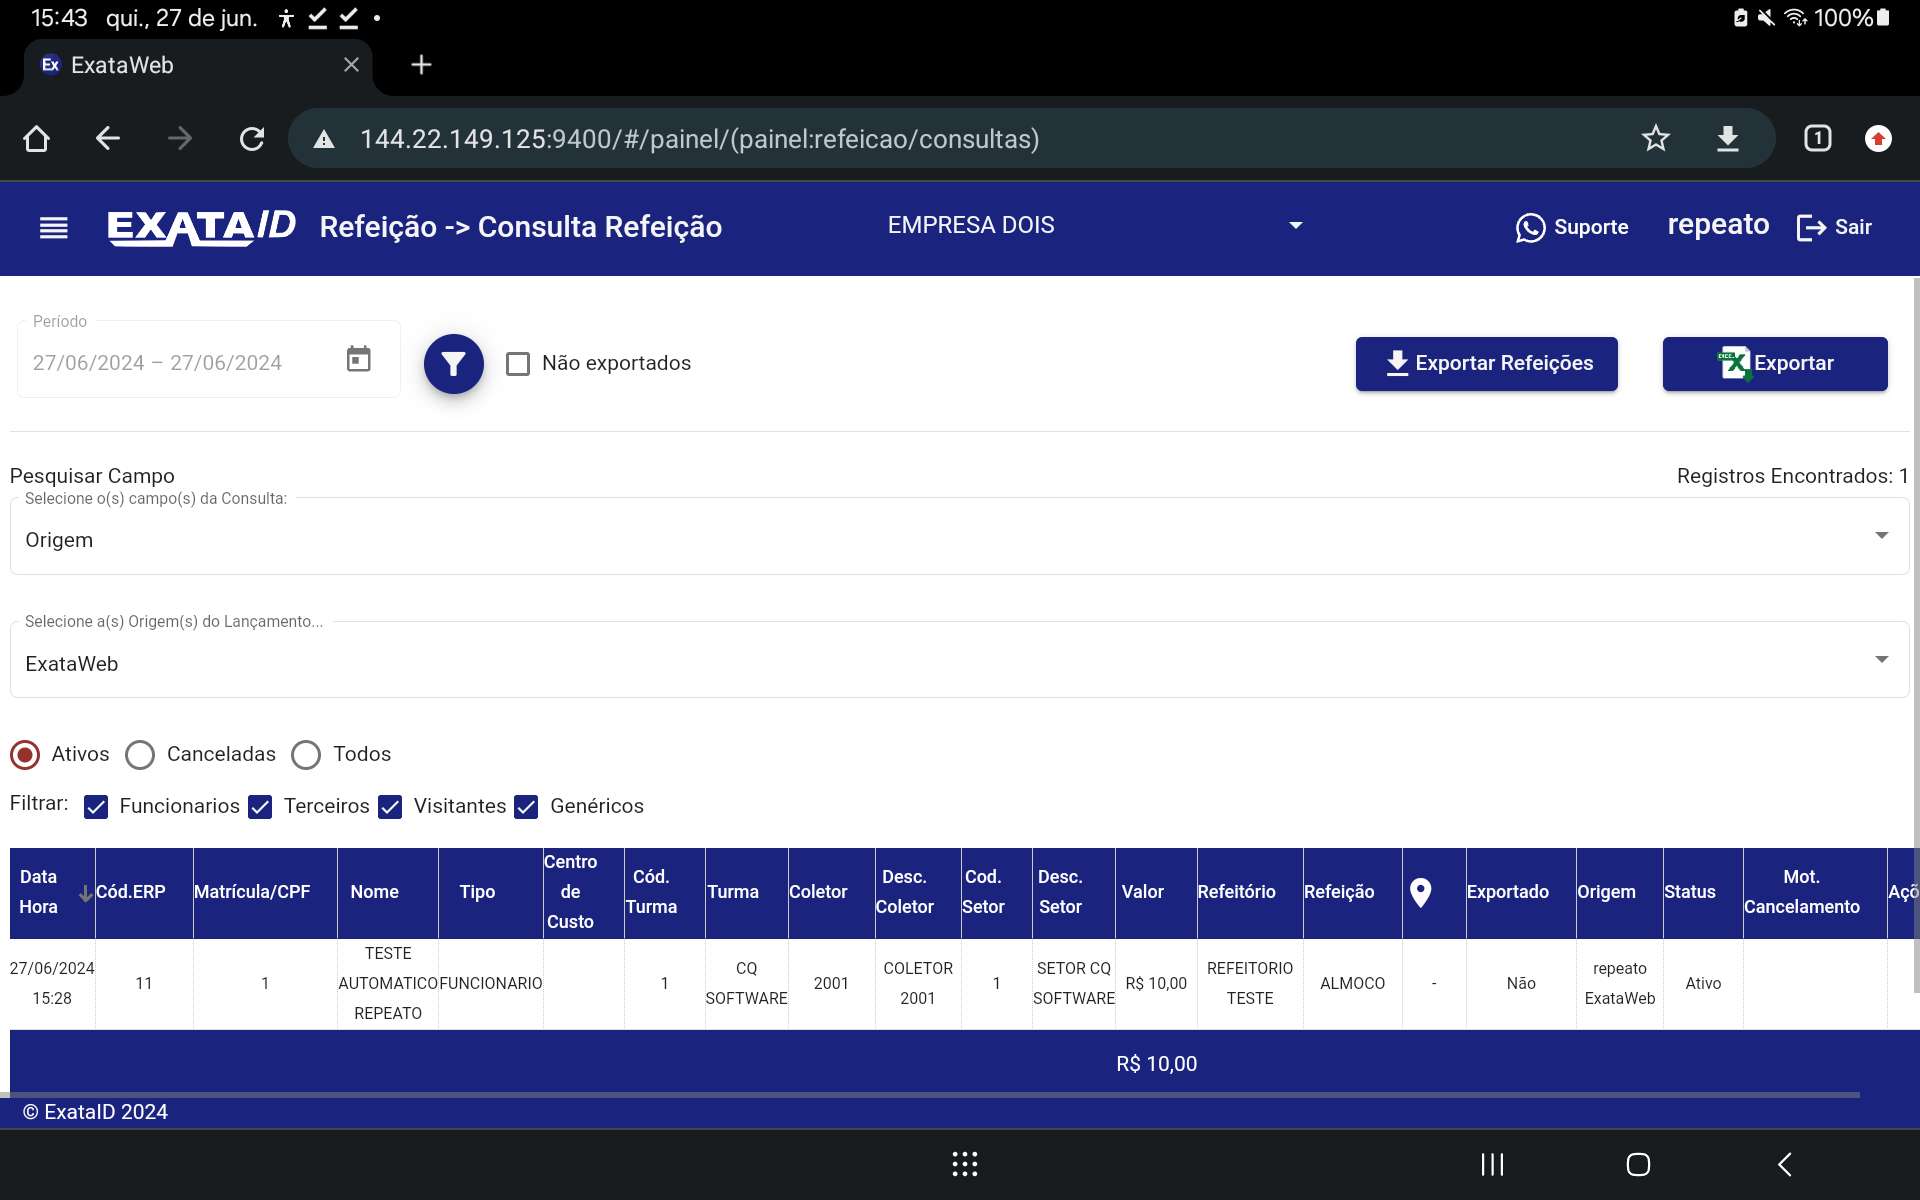 15:43 qui., 27 de jun.
100%
Ex ExataWeb
144.22.149.125:9400/#/painel/(painel:refeicao/consultas)
1
EXATAID Refeição -> Consulta Refeição EMPRESA DOIS Suporte repeato Sair
Período
27/06/2024 – 27/06/2024
Não exportados
Exportar Refeições
Exportar
Pesquisar Campo
Registros Encontrados: 1
Selecione o(s) campo(s) da Consulta:
Origem
Selecione a(s) Origem(s) do Lançamento...
ExataWeb
Ativos Canceladas Todos
Filtrar: Funcionarios Terceiros Visitantes Genéricos
Data Hora Cód.ERP Matrícula/CPF Nome Tipo Centro de Custo Cód. Turma Turma Coletor Desc. Coletor Cod. Setor Desc. Setor Valor Refeitório Refeição Exportado Origem Status Mot. Cancelamento Açõ
27/06/2024 15:28 11 1 TESTE AUTOMATICO REPEATO FUNCIONARIO 1 CQ SOFTWARE 2001 COLETOR 2001 1 SETOR CQ SOFTWARE R$ 10,00 REFEITORIO TESTE ALMOCO - Não repeato ExataWeb Ativo
R$ 10,00
© ExataID 2024